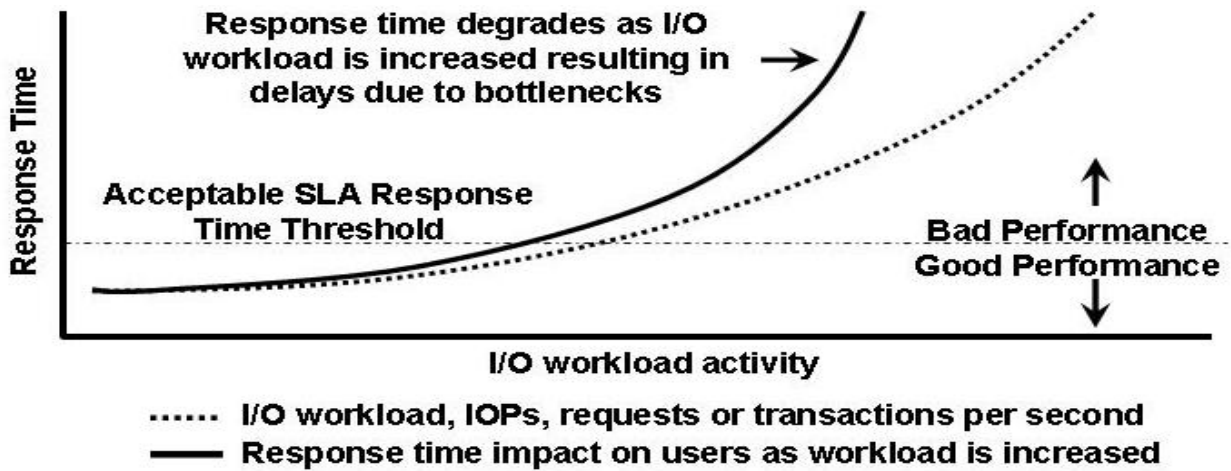 Response time degrades as I/O
workload is increased resulting in
delays due to bottlenecks
Response Time
Acceptable SLA Response
Time Threshold
Bad Performance
Good Performance
I/O workload activity
I/O workload, IOPs, requests or transactions per second
Response time impact on users as workload is increased